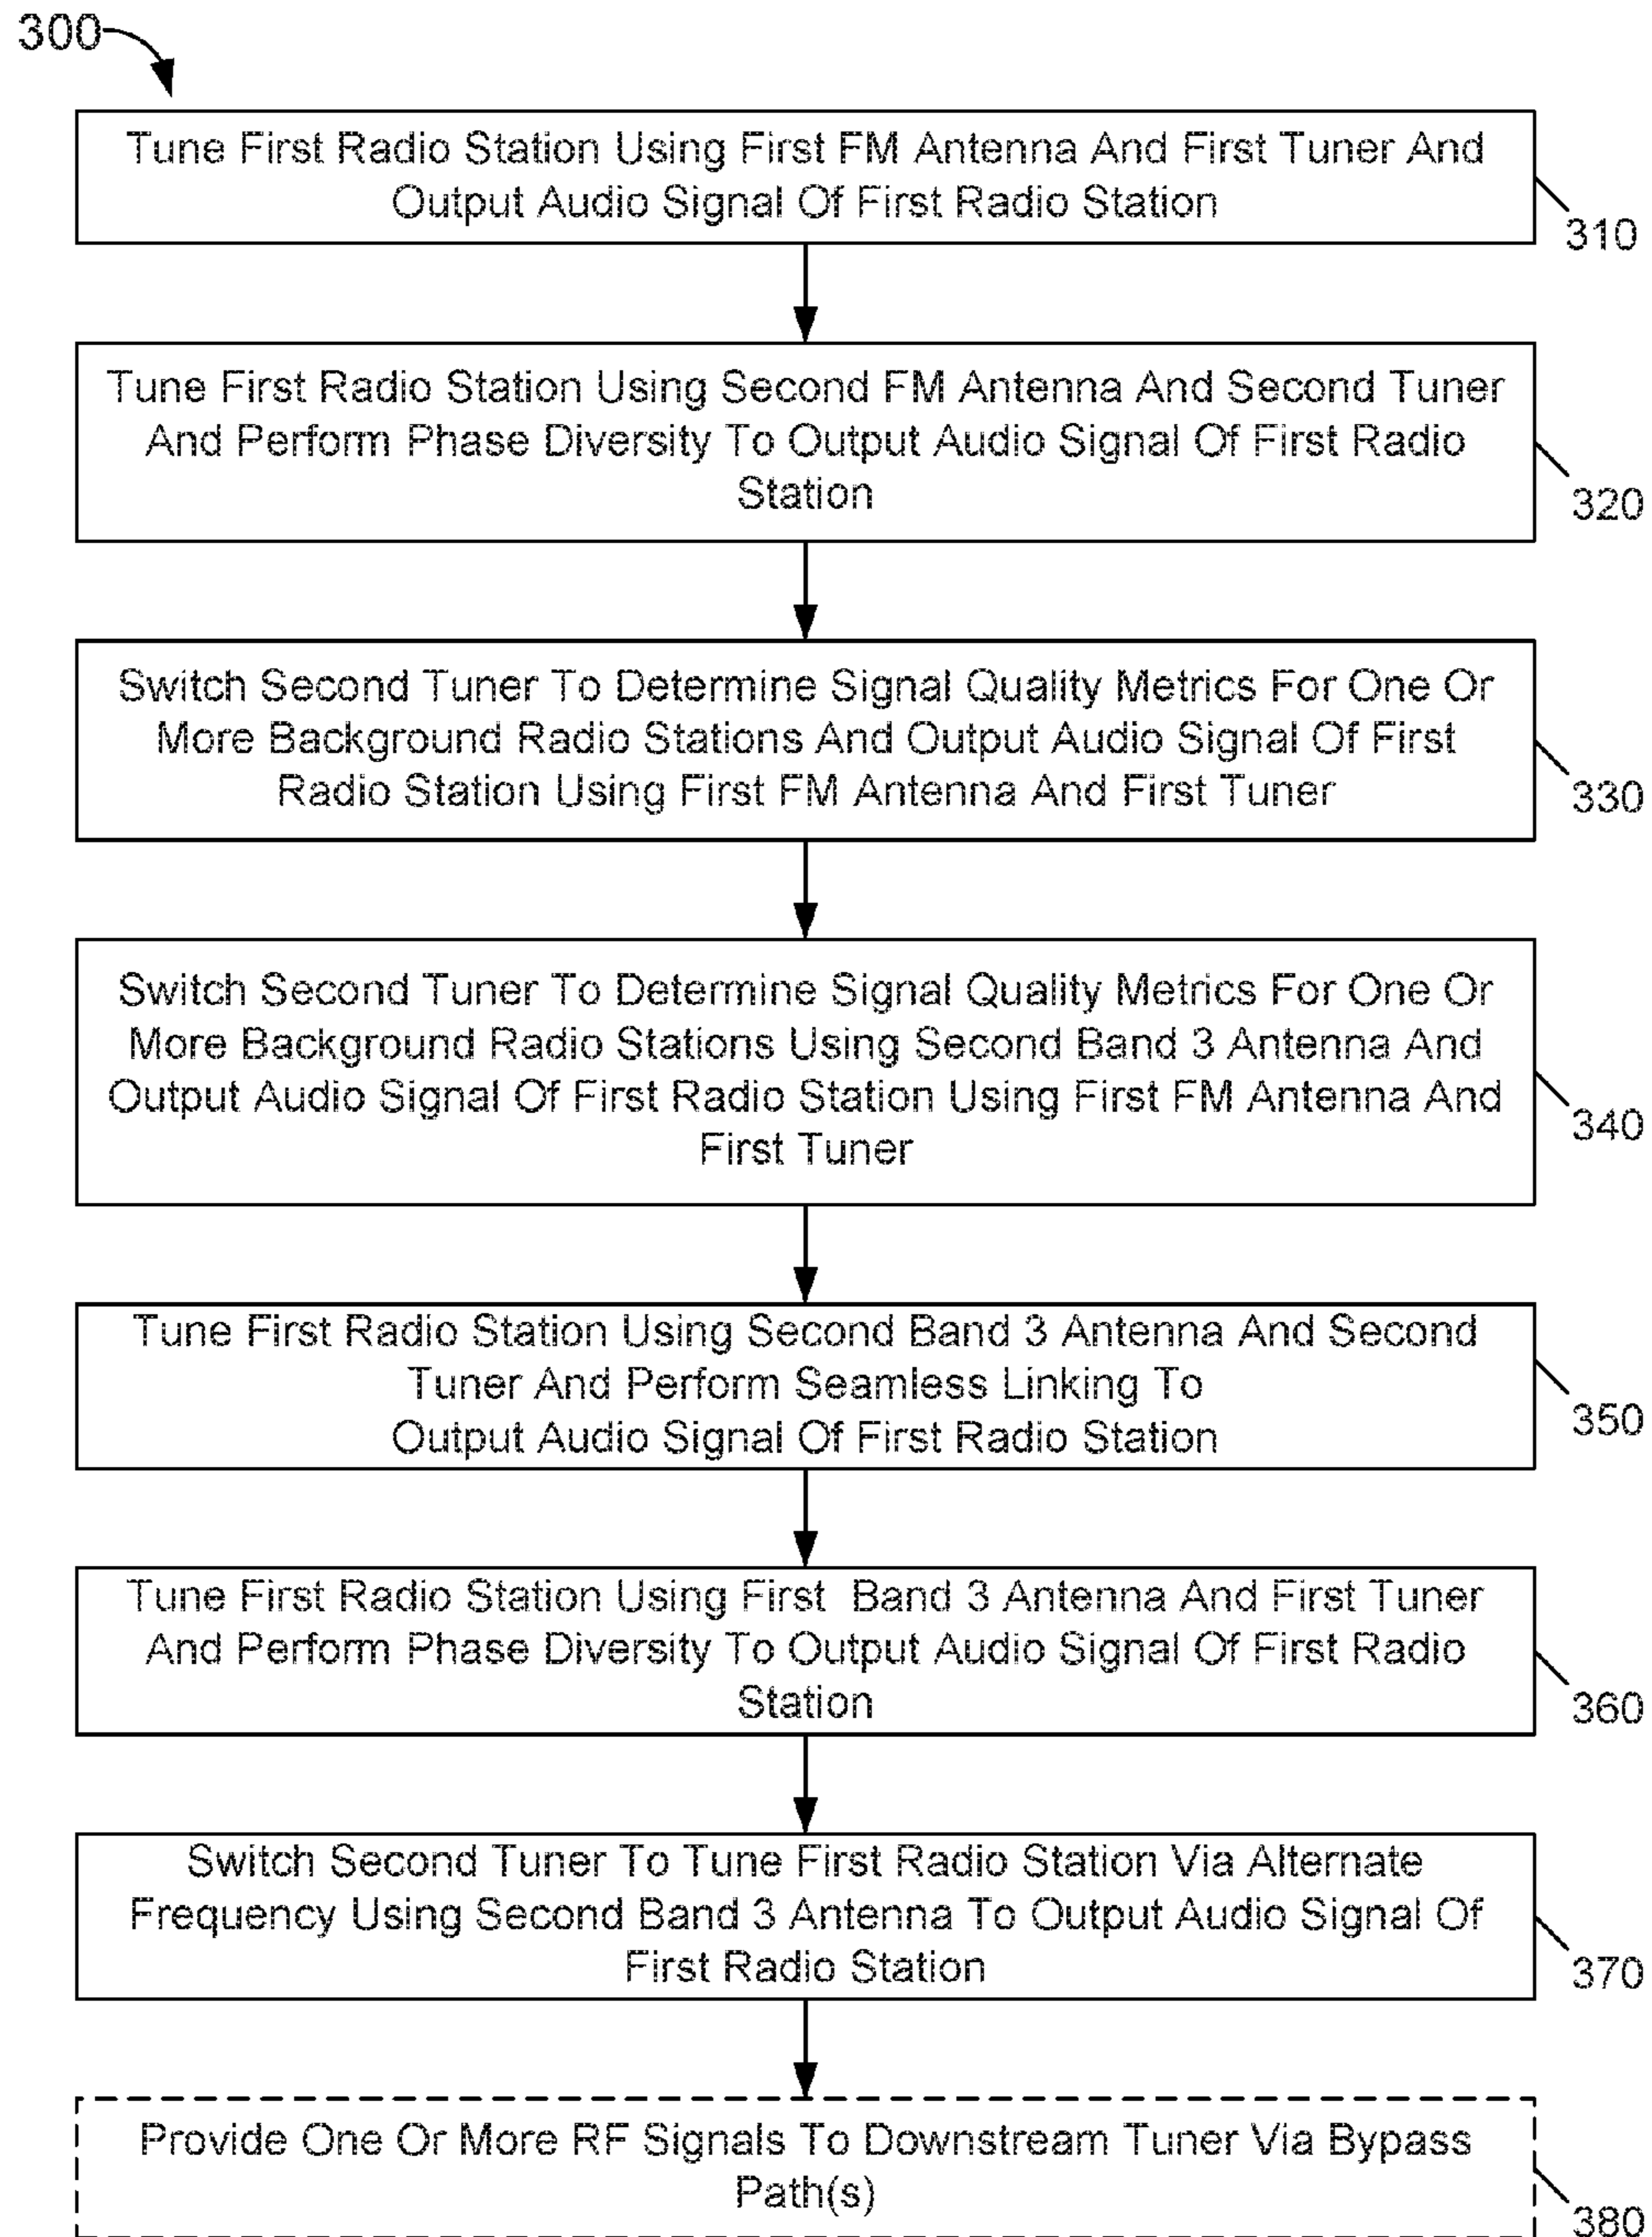 300
Tune First Radio Station Using First FM Antenna And First Tuner And
Output Audio Signal Of First Radio Station
310
Tune First Radio Station Using Second FM Antenna And Second Tuner
And Perform Phase Diversity To Output Audio Signal Of First Radio
Station
320
Switch Second Tuner To Determine Signal Quality Metrics For One Or
More Background Radio Stations And Output Audio Signal Of First
Radio Station Using First FM Antenna And First Tuner
330
Switch Second Tuner To Determine Signal Quality Metrics For One Or
More Background Radio Stations Using Second Band 3 Antenna And
Output Audio Signal Of First Radio Station Using First FM Antenna And
First Tuner
340
Tune First Radio Station Using Second Band 3 Antenna And Second
Tuner And Perform Seamless Linking To
Output Audio Signal Of First Radio Station
350
Tune First Radio Station Using First Band 3 Antenna And First Tuner
And Perform Phase Diversity To Output Audio Signal Of First Radio
Station
360
Switch Second Tuner To Tune First Radio Station Via Alternate
Frequency Using Second Band 3 Antenna To Output Audio Signal Of
First Radio Station
370
Provide One Or More RF Signals To Downstream Tuner Via Bypass
Path(s)
380